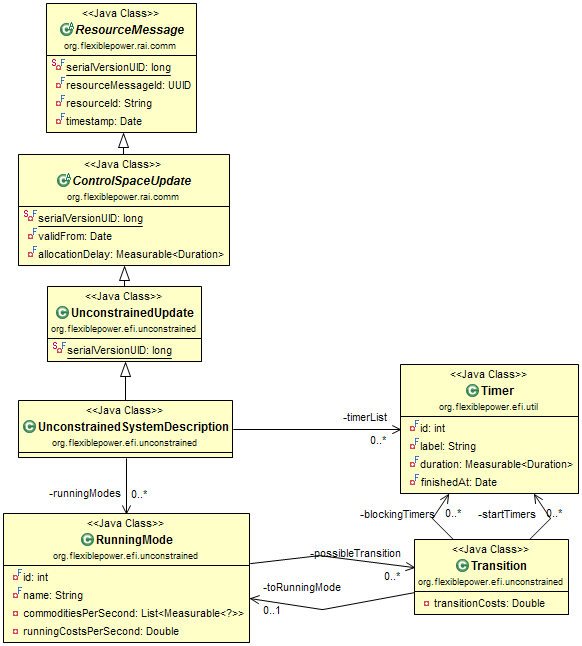 <<Java Class>>
ResourceMessage
org.flexiblepower.rai.comm
serialVersionUID: long
resourceMessageId: UUID
resourceId: String
timestamp: Date
<<Java Class>>
ControlSpaceUpdate
org.flexiblepower.rai.comm
serialVersionUID: long
validFrom: Date
allocationDelay: Measurable<Duration>
<<Java Class>>
UnconstrainedUpdate
org.flexiblepower.efi.unconstrained
serialVersionUID: long
<<Java Class>>
UnconstrainedSystemDescription
org.flexiblepower.efi.unconstrained
-timerList
0..*
<<Java Class>>
Timer
org.flexiblepower.efi.util
id: int
label: String
duration: Measurable<Duration>
finishedAt: Date
-runningModes
0..*
-blockingTimers
0..*
-startTimers
0..*
<<Java Class>>
RunningMode
org.flexiblepower.efi.unconstrained
id: int
name: String
commoditiesPerSecond: List<Measurable<?>>
runningCostsPerSecond: Double
-possibleTransition
0..*
-toRunningMode
0..1
<<Java Class>>
Transition
org.flexiblepower.efi.unconstrained
transitionCosts: Double